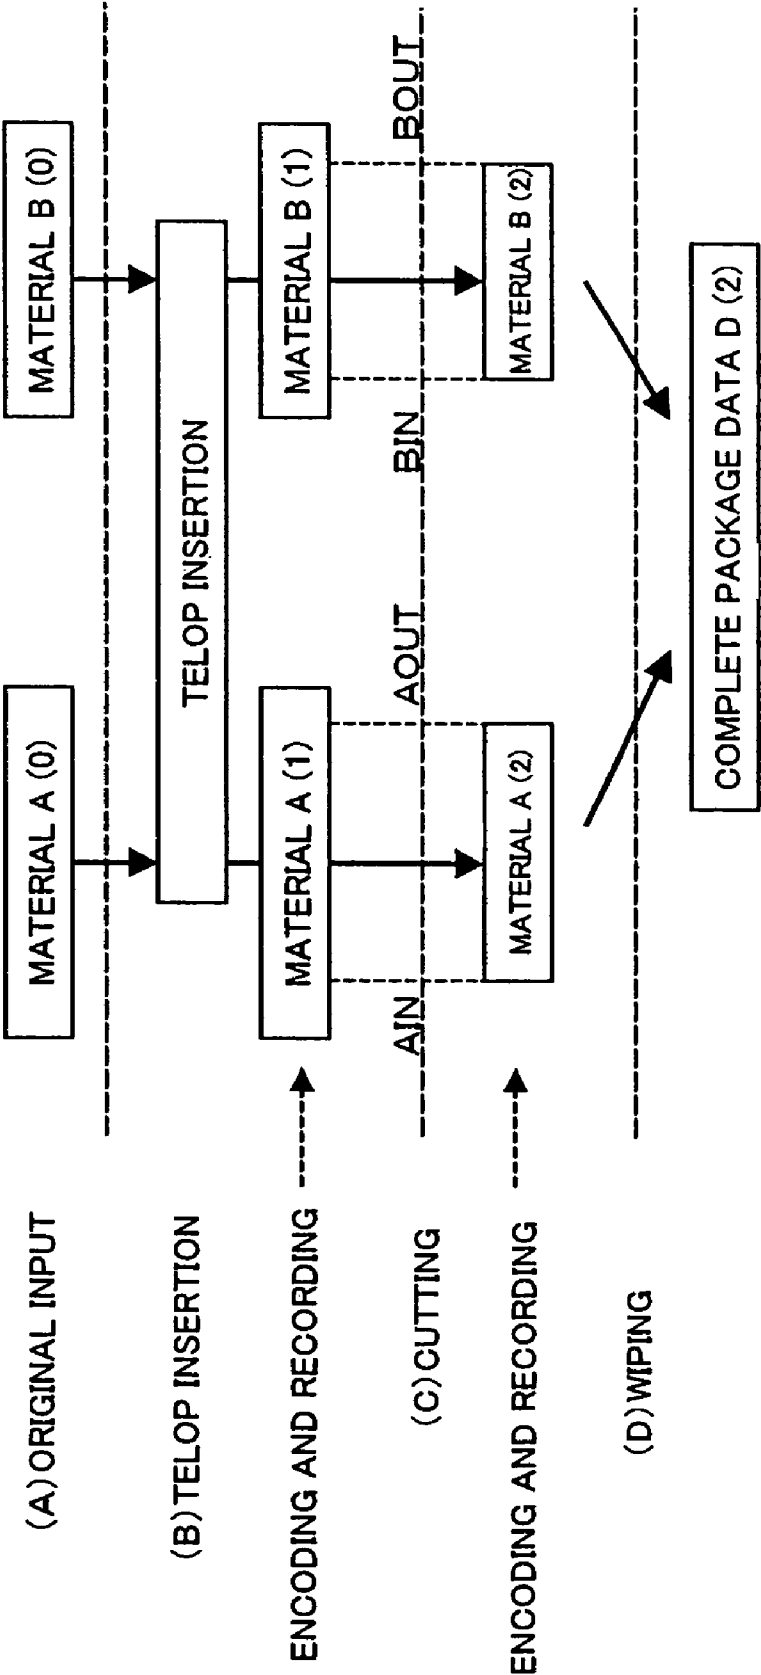 (A) ORIGINAL INPUT
MATERIAL A (0)
MATERIAL B (0)
(B) TELOP INSERTION
TELOP INSERTION
ENCODING AND RECORDING
MATERIAL A (1)
MATERIAL B (1)
(C) CUTTING
AIN
AOUT
BIN
BOUT
ENCODING AND RECORDING
MATERIAL A (2)
MATERIAL B (2)
(D) WIPING
COMPLETE PACKAGE DATA D (2)